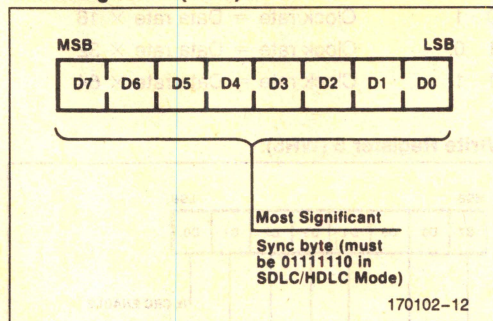 MSB LSB
D7 D6 D5 D4 D3 D2 D1 D0
Most Significant
Sync byte (must
be 01111110 in
SDLC/HDLC Mode)
170102-12